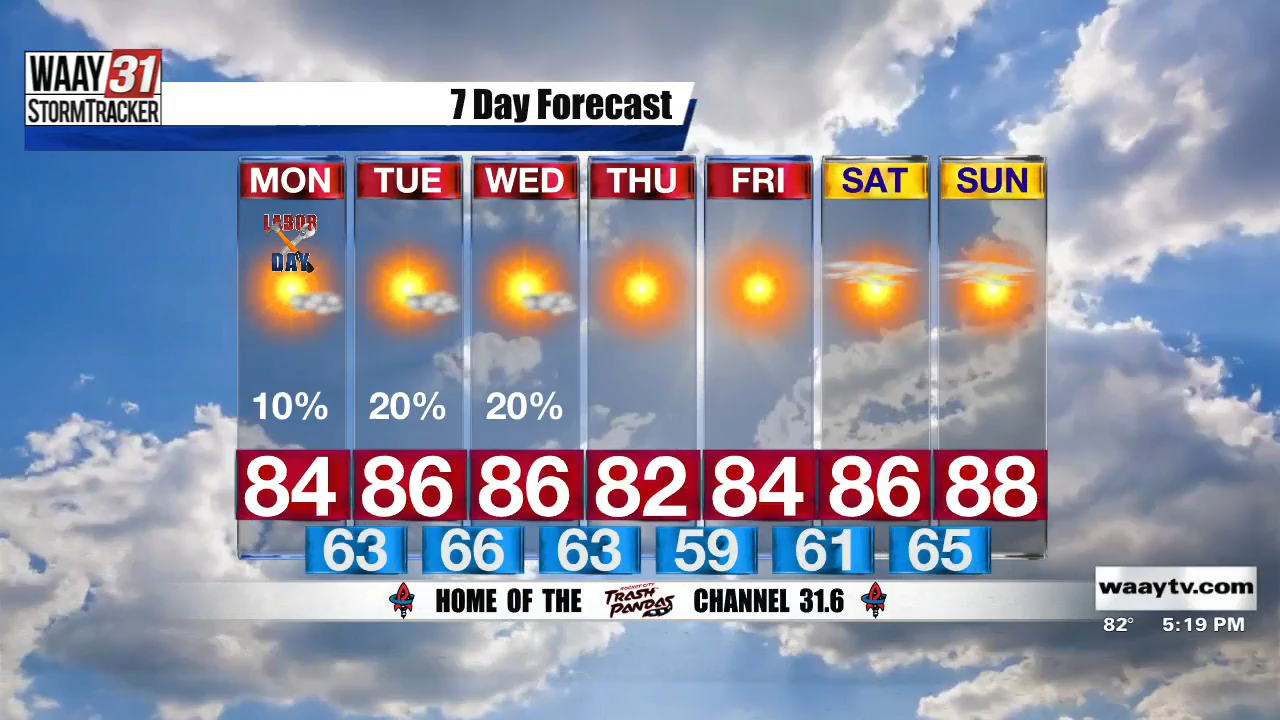 WAAY 31
STORMTRACKER
7 Day Forecast
MON TUE WED THU FRI SAT SUN
LABOR
DAY
10% 20% 20%
84 86 86 82 84 86 88
63 66 63 59 61 65
HOME OF THE ROCKET CITY TRASH PANDAS CHANNEL 31.6
waaytv.com
82° 5:19 PM